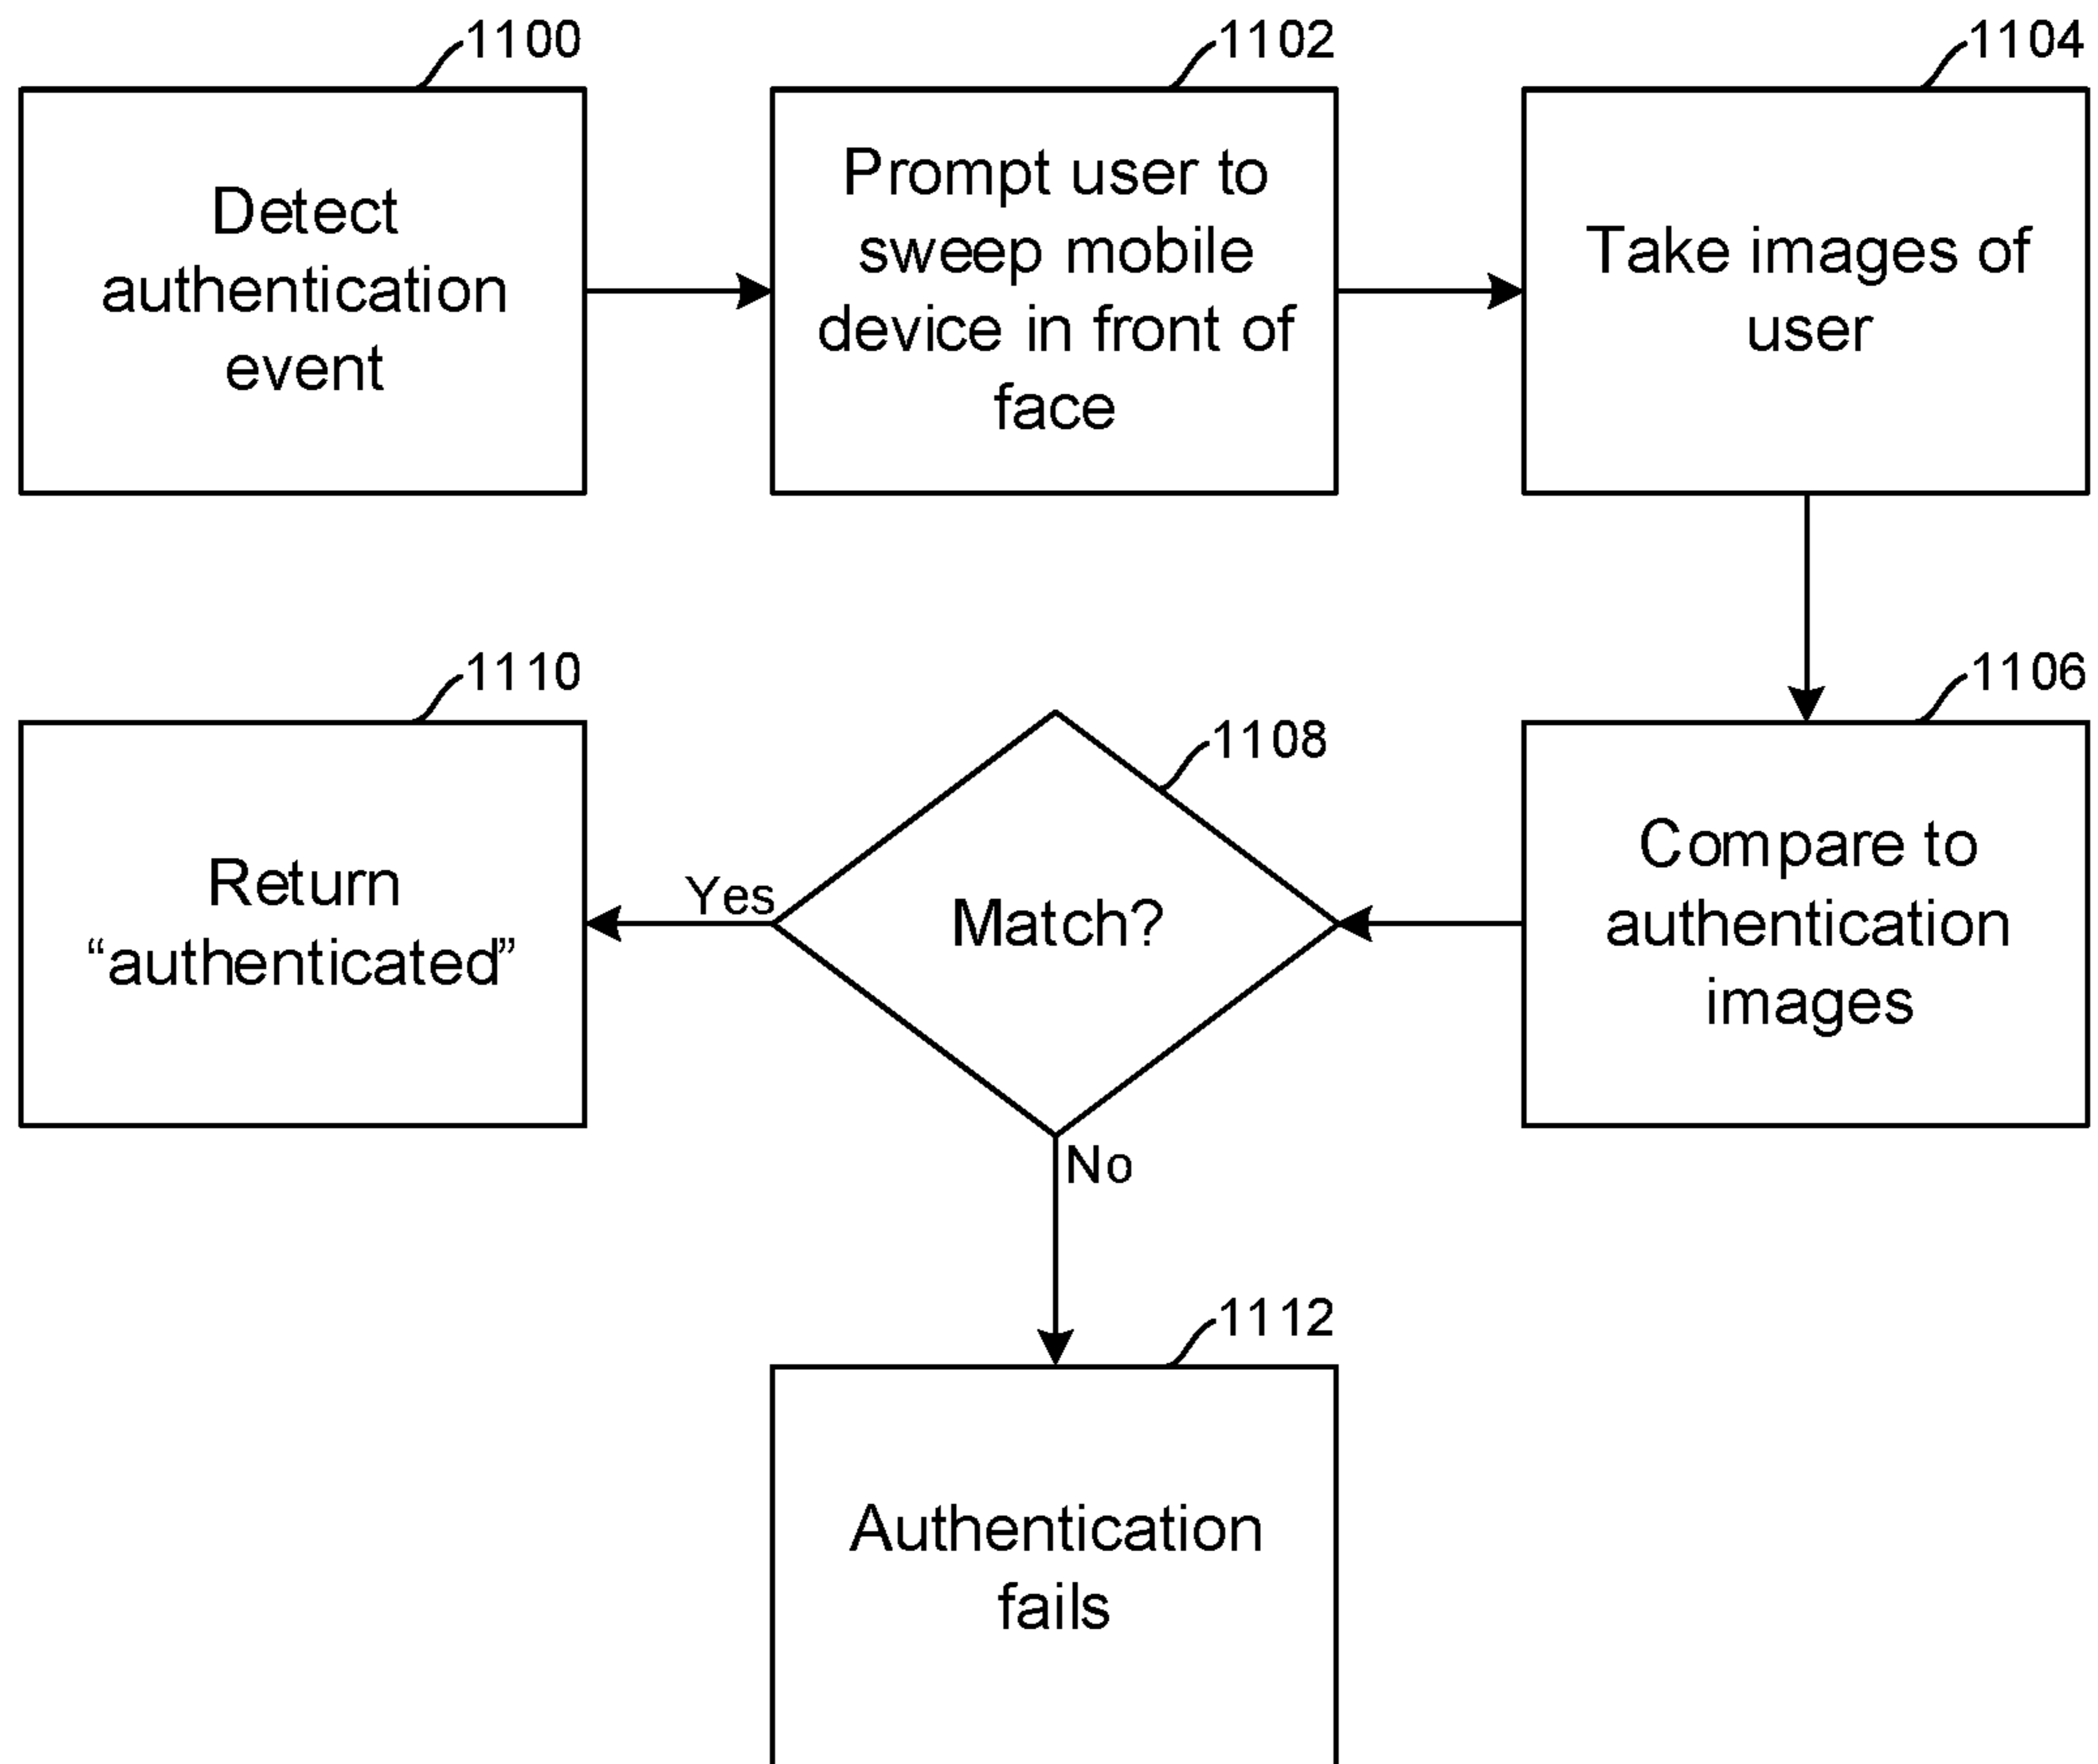 1100
Detect
authentication
event
1102
Prompt user to
sweep mobile
device in front of
face
1104
Take images of
user
1106
Compare to
authentication
images
1108
Match?
Yes
No
1110
Return
“authenticated”
1112
Authentication
fails